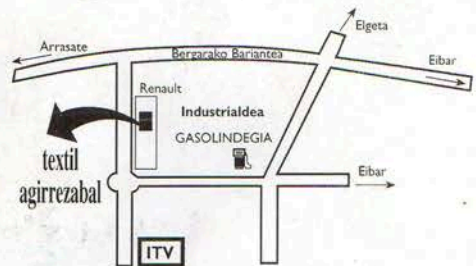 Elgeta
Arrasate
Bergarako Bariantea
Eibar
Renault
Industrialdea
GASOLINDEGIA
textil
agirrezabal
Eibar
ITV